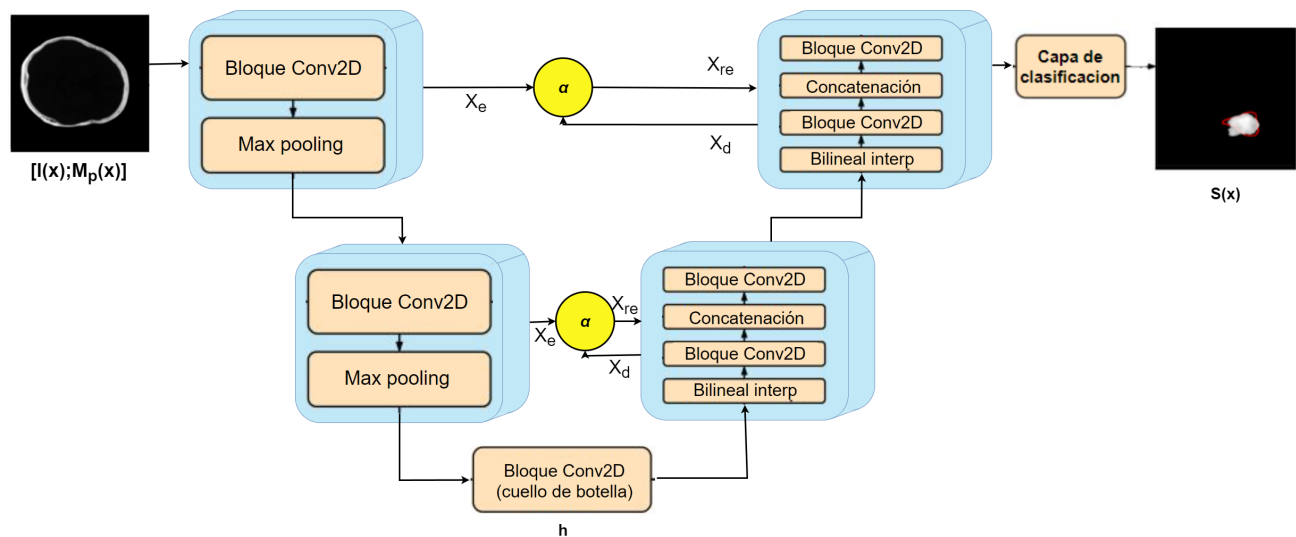 [I(x);Mp(x)]
Bloque Conv2D
Max pooling
Xe
α
Xre
Xd
Bloque Conv2D
Concatenación
Bloque Conv2D
Bilineal interp
Capa de
clasificacion
S(x)
Bloque Conv2D
Max pooling
Xe
α
Xre
Xd
Bloque Conv2D
Concatenación
Bloque Conv2D
Bilineal interp
Bloque Conv2D
(cuello de botella)
h